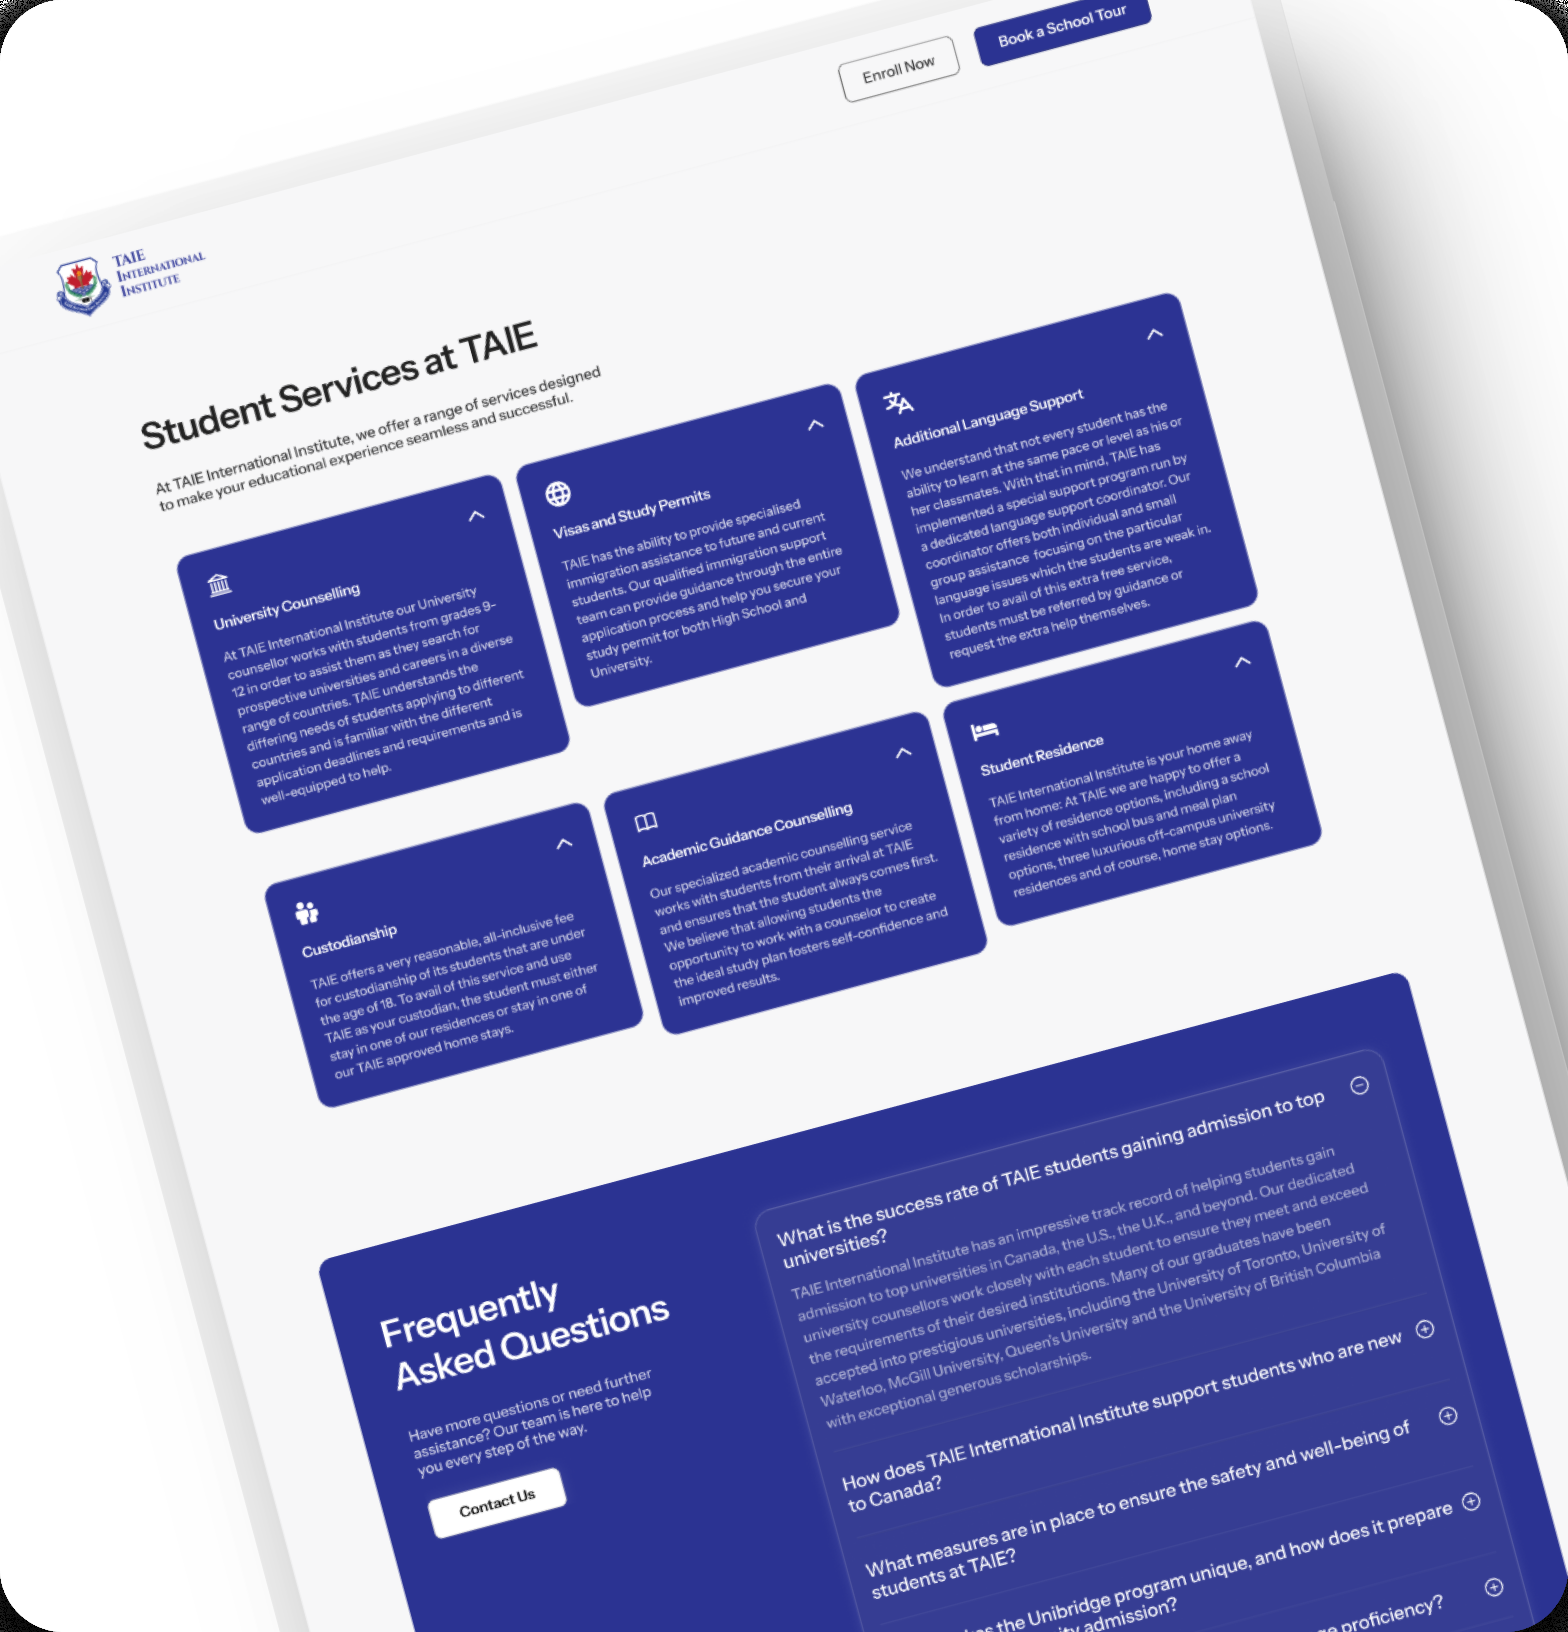 Enroll Now
Book a School Tour
TAIE
INTERNATIONAL
INSTITUTE
Student Services at TAIE
At TAIE International Institute, we offer a range of services designed
to make your educational experience seamless and successful.
University Counselling
At TAIE International Institute our University
counsellor works with students from grades 9-
12 in order to assist them as they search for
prospective universities and careers in a diverse
range of countries. TAIE understands the
differing needs of students applying to different
countries and is familiar with the different
application deadlines and requirements and is
well-equipped to help.
Visas and Study Permits
TAIE has the ability to provide specialised
immigration assistance to future and current
students. Our qualified immigration support
team can provide guidance through the entire
application process and help you secure your
study permit for both High School and
University.
Additional Language Support
We understand that not every student has the
ability to learn at the same pace or level as his or
her classmates. With that in mind, TAIE has
implemented a special support program run by
a dedicated language support coordinator. Our
coordinator offers both individual and small
group assistance focusing on the particular
language issues which the students are weak in.
In order to avail of this extra free service,
students must be referred by guidance or
request the extra help themselves.
Custodianship
TAIE offers a very reasonable, all-inclusive fee
for custodianship of its students that are under
the age of 18. To avail of this service and use
TAIE as your custodian, the student must either
stay in one of our residences or stay in one of
our TAIE approved home stays.
Academic Guidance Counselling
Our specialized academic counselling service
works with students from their arrival at TAIE
and ensures that the student always comes first.
We believe that allowing students the
opportunity to work with a counselor to create
the ideal study plan fosters self-confidence and
improved results.
Student Residence
TAIE International Institute is your home away
from home: At TAIE we are happy to offer a
variety of residence options, including a school
residence with school bus and meal plan
options, three luxurious off-campus university
residences and of course, home stay options.
Frequently
Asked Questions
Have more questions or need further
assistance? Our team is here to help
you every step of the way.
Contact Us
What is the success rate of TAIE students gaining admission to top
universities?
TAIE International Institute has an impressive track record of helping students gain
admission to top universities in Canada, the U.S., the U.K., and beyond. Our dedicated
university counsellors work closely with each student to ensure they meet and exceed
the requirements of their desired institutions. Many of our graduates have been
accepted into prestigious universities, including the University of Toronto, University of
Waterloo, McGill University, Queen's University and the University of British Columbia
with exceptional generous scholarships.
How does TAIE International Institute support students who are new
to Canada?
What measures are in place to ensure the safety and well-being of
students at TAIE?
the Unibridge program unique, and how does it prepare
admission?
proficiency?